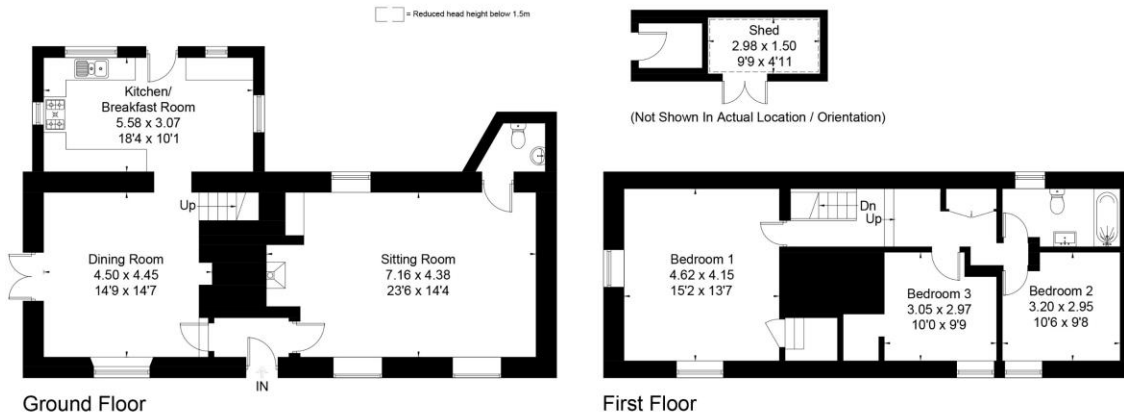 = Reduced head height below 1.5m
Shed
2.98 x 1.50
9'9 x 4'11
(Not Shown In Actual Location / Orientation)
Kitchen/
Breakfast Room
5.58 x 3.07
18'4 x 10'1
Up
Dining Room
4.50 x 4.45
14'9 x 14'7
Sitting Room
7.16 x 4.38
23'6 x 14'4
IN
Ground Floor
Dn
Up
Bedroom 1
4.62 x 4.15
15'2 x 13'7
Bedroom 3
3.05 x 2.97
10'0 x 9'9
Bedroom 2
3.20 x 2.95
10'6 x 9'8
First Floor